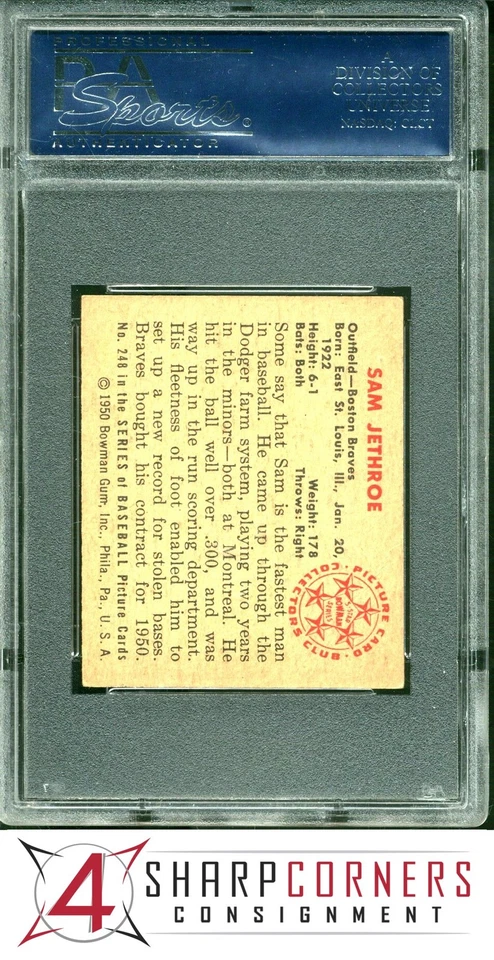 PROFESSIONAL
PSA
Sports
AUTHENTICATOR
A
DIVISION OF
COLLECTORS
UNIVERSE
NASDAQ: CLCT
SAM JETHROE
Outfield—Boston Braves
Born: East St. Louis, Ill., Jan. 20,
1922
Height: 6-1 Weight: 178
Bats: Both Throws: Right
PICTURE CARD
COLLECTORS CLUB
5-STAR
BOWMAN
SERIES
Some say that Sam is the fastest man
in baseball. He came up through the
Dodger farm system, playing two years
in the minors—both at Montreal. He
hit the ball well over .300, and was
way up in the run scoring department.
His fleetness of foot enabled him to
set up a new record for stolen bases.
Braves bought his contract for 1950.
No. 248 in the SERIES of BASEBALL Picture Cards
© 1950 Bowman Gum, Inc., Phila., Pa., U. S. A.
4
SHARPCORNERS
CONSIGNMENT